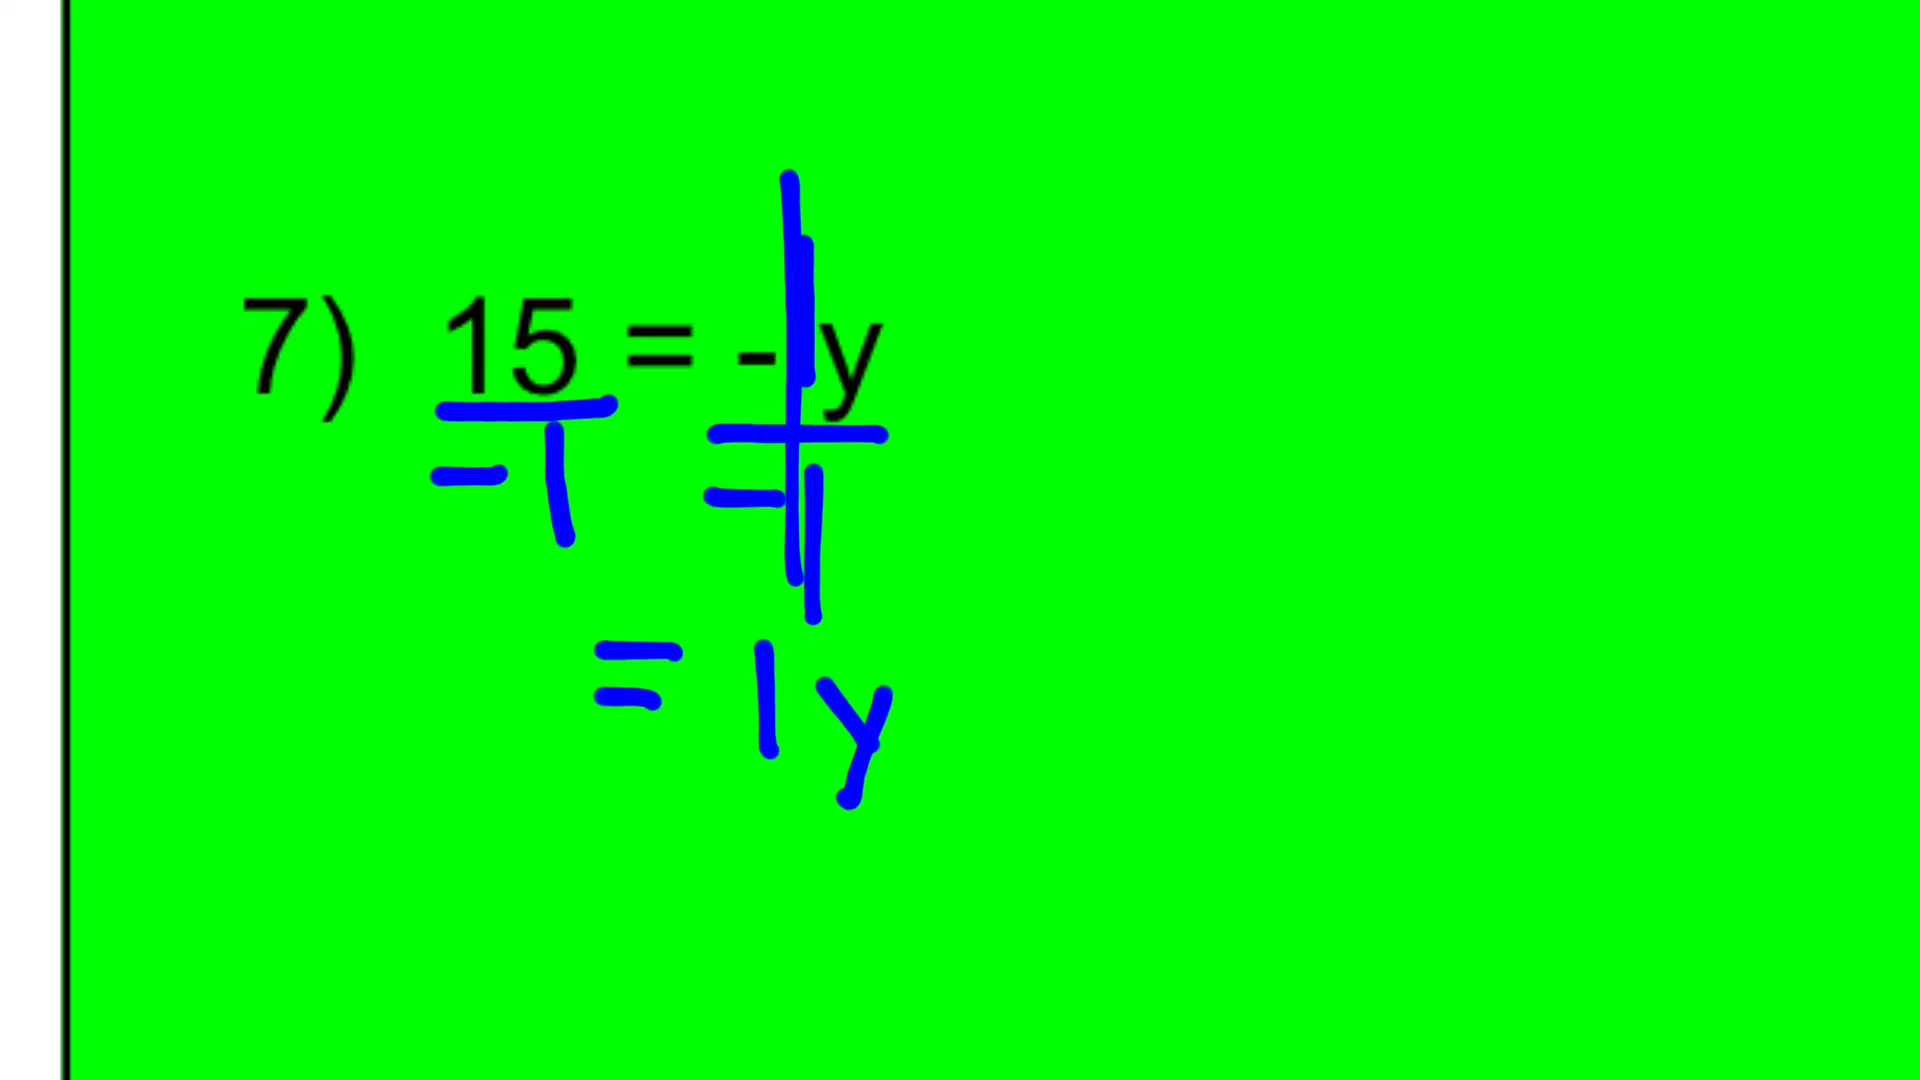 7) 15 = - 1y
-1 -1
= 1y